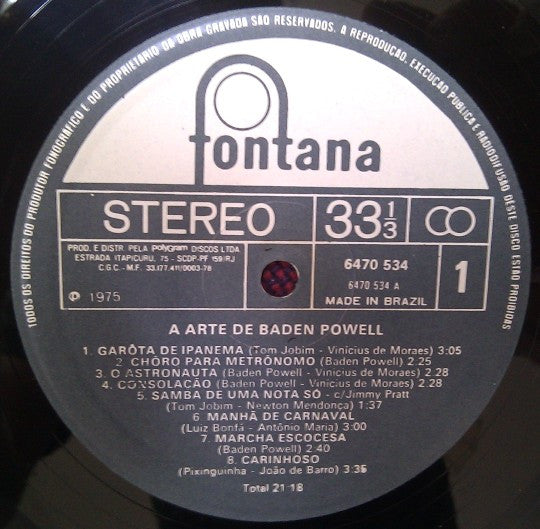 TODOS OS DIREITOS DO PRODUTOR FONOGRÁFICO E DO PROPRIETÁRIO DA OBRA GRAVADA SÃO RESERVADOS. A REPRODUÇÃO, EXECUÇÃO PÚBLICA E RADIODIFUSÃO DESTE DISCO ESTÃO PROIBIDAS
fontana
STEREO 33 1/3
PROD. E DISTR. PELA Polygram DISCOS LTDA
ESTRADA ITAPICURU, 75 - SCDP-PF 159/RJ
C.G.C. - M.F. 33.177.411/0003-78
℗ 1975
6470 534
6470 534 A
MADE IN BRAZIL
1
A ARTE DE BADEN POWELL
1. GARÔTA DE IPANEMA (Tom Jobim - Vinicius de Moraes) 3:05
2. CHÔRO PARA METRÔNOMO (Baden Powell) 2.25
3. O ASTRONAUTA (Baden Powell - Vinicius de Moraes) 2.28
4. CONSOLAÇÃO (Baden Powell - Vinicius de Moraes) 2.28
5. SAMBA DE UMA NOTA SÓ - c/Jimmy Pratt
(Tom Jobim - Newton Mendonça) 1:37
6. MANHÃ DE CARNAVAL
(Luiz Bonfá - Antônio Maria) 3:00
7. MARCHA ESCOCESA
(Baden Powell) 2.40
8. CARINHOSO
(Pixinguinha - João de Barro) 3:35
Total 21:18